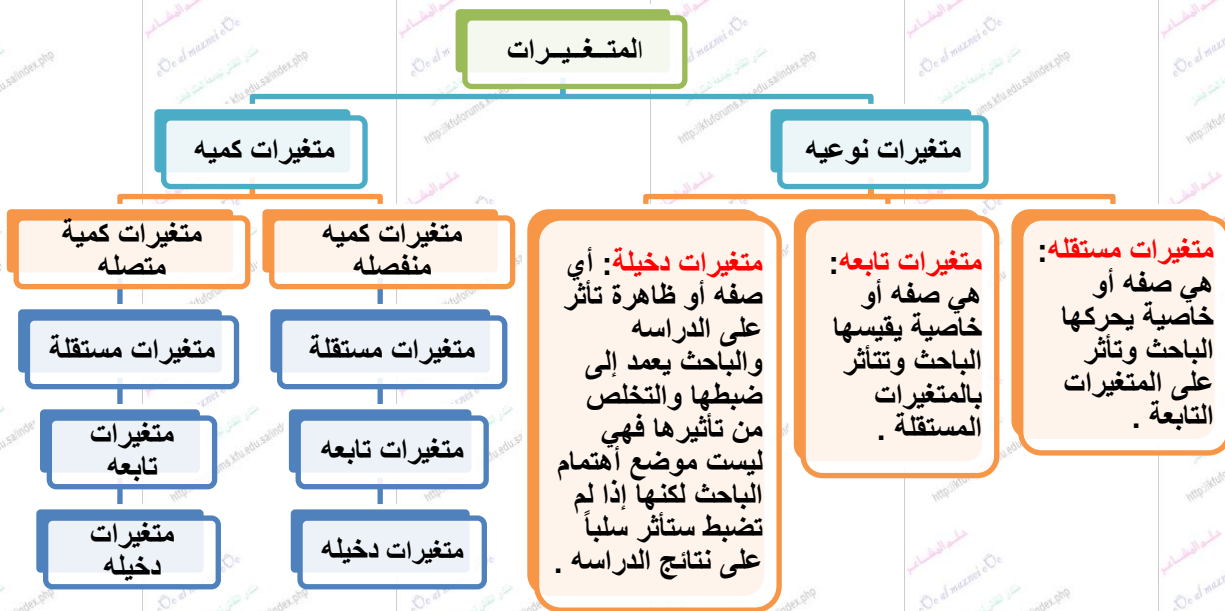 المتـــغـــيـــرات
متغيرات نوعيه
متغيرات كميه
متغيرات مستقله:
هي صفه أو
خاصية يحركها
الباحث وتأثر
على المتغيرات
التابعة .
متغيرات تابعه:
هي صفه أو
خاصية يقيسها
الباحث وتتأثر
بالمتغيرات
المستقلة .
متغيرات دخيلة: أي
صفه أو ظاهرة تأثر
على الدراسه
والباحث يعمد إلى
ضبطها والتخلص
من تأثيرها فهي
ليست موضع أهتمام
الباحث لكنها إذا لم
تضبط ستأثر سلباً
على نتائج الدراسه .
متغيرات كميه
منفصله
متغيرات مستقلة
متغيرات تابعه
متغيرات دخيله
متغيرات كمية
متصله
متغيرات مستقلة
متغيرات
تابعه
متغيرات
دخيله